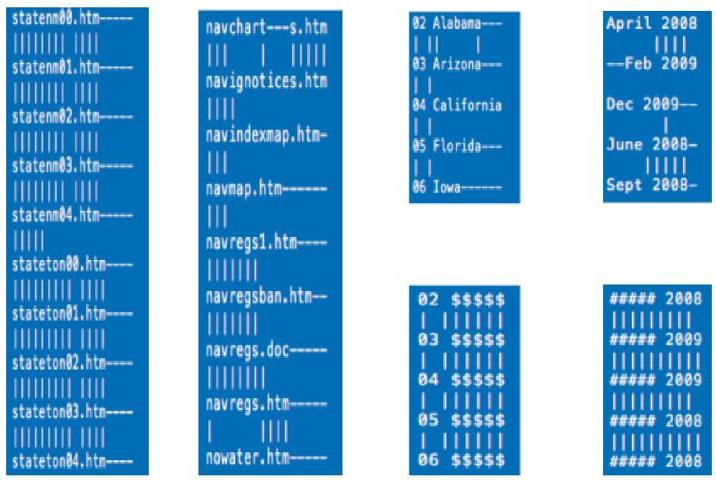 statenm00.htm-----
|||||||| ||||
statenm01.htm-----
|||||||| ||||
statenm02.htm-----
|||||||| ||||
statenm03.htm-----
|||||||| ||||
statenm04.htm-----
|||||
stateton00.htm----
||||||||| ||||
stateton01.htm----
||||||||| ||||
stateton02.htm----
||||||||| ||||
stateton03.htm----
||||||||| ||||
stateton04.htm----
navchart---s.htm
||| | |||||
navignotices.htm
||||
navindexmap.htm-
|||
navmap.htm------
|||
navregs1.htm----
|||||||
navregsban.htm--
|||||||
navregs.doc-----
||||||||
navregs.htm-----
| ||||
nowater.htm-----
02 Alabama---
| || |
03 Arizona---
| |
04 California
| |
05 Florida---
| |
06 Iowa------
April 2008
||||
--Feb 2009
Dec 2009--
|
June 2008-
|||||
Sept 2008-
02 $$$$$
| ||||||
03 $$$$$
| ||||||
04 $$$$$
| ||||||
05 $$$$$
| ||||||
06 $$$$$
##### 2008
|||||||||
##### 2009
||||||||||
##### 2009
|||||||||
##### 2008
||||||||||
##### 2008